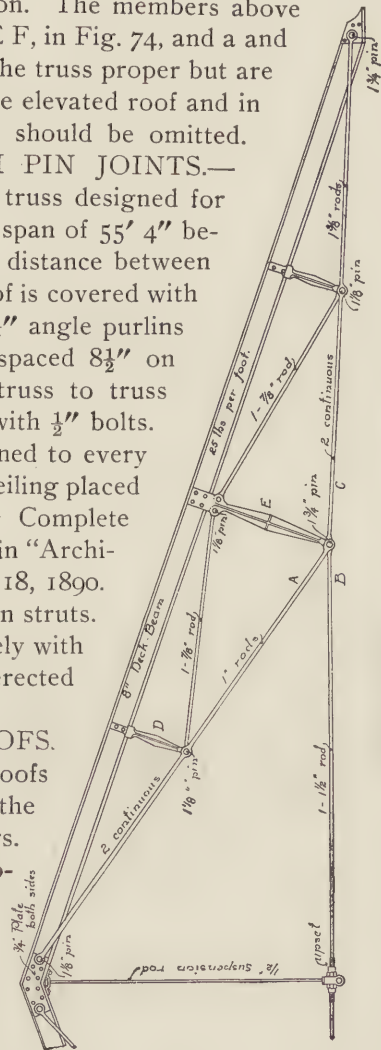 on. The members above
E F, in Fig. 74, and a and
he truss proper but are
e elevated roof and in
should be omitted.
PIN JOINTS.—
truss designed for
span of 55′ 4″ be-
distance between
of is covered with
″ angle purlins
spaced 8½″ on
truss to truss
with ½″ bolts.
ned to every
eiling placed
Complete
in “Archi-
18, 1890.
n struts.
ely with
erected
OFS.
oofs
the
rs.
-
1¾″ pin
1⅜″ rods
1⅛″ pin
2 continuous
C
25 lbs per foot.
1-⅞″ rod
1⅛″ pin
E
1¾″ pin
A
B
8″ Deck-Beam
1-⅞″ rod
1″ rods
D
1⅛″ pin
2 continuous
1-1½″ rod
¾″ Plate
both sides
1⅛″ pin
½″ Suspension rod
upset